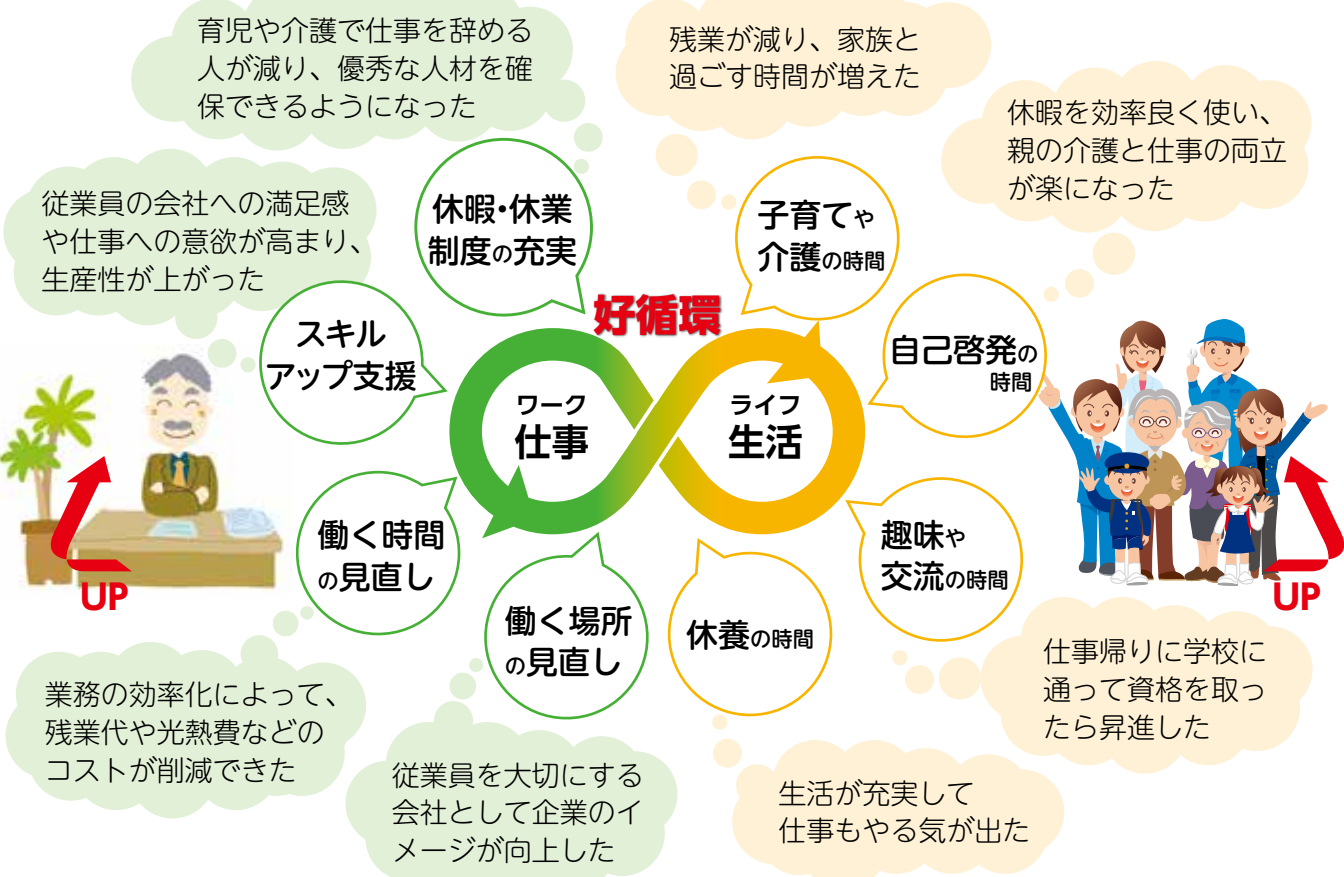 育児や介護で仕事を辞める
人が減り、優秀な人材を確
保できるようになった
残業が減り、家族と
過ごす時間が増えた
休暇を効率良く使い、
親の介護と仕事の両立
が楽になった
従業員の会社への満足感
や仕事への意欲が高まり、
生産性が上がった
休暇・休業
制度の充実
子育てや
介護の時間
好循環
スキル
アップ支援
自己啓発の
時間
ワーク
仕事
ライフ
生活
働く時間
の見直し
働く場所
の見直し
休養の時間
趣味や
交流の時間
UP
UP
業務の効率化によって、
残業代や光熱費などの
コストが削減できた
従業員を大切にする
会社として企業のイ
メージが向上した
生活が充実して
仕事もやる気が出た
仕事帰りに学校に
通って資格を取っ
たら昇進した